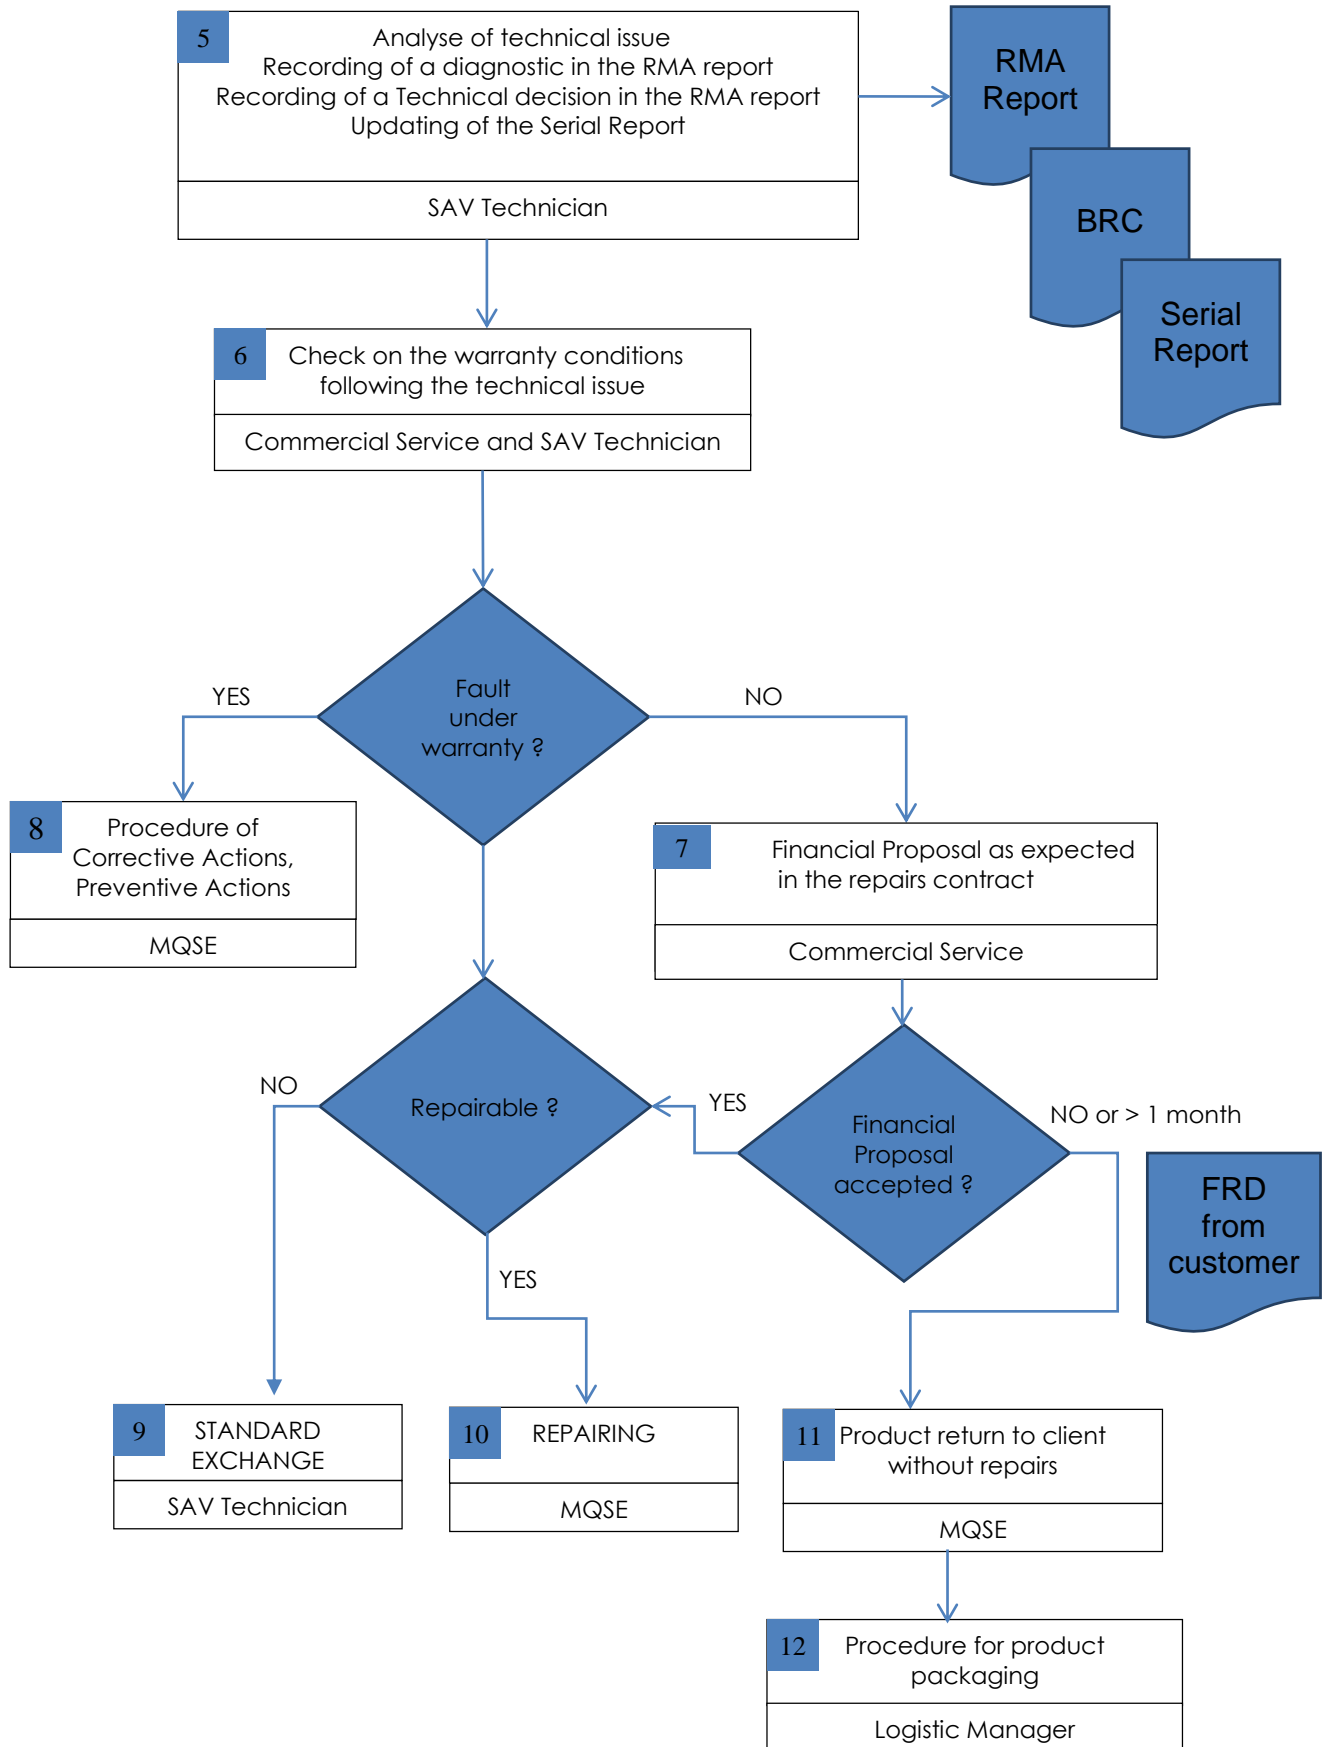 5
Analyse of technical issue
Recording of a diagnostic in the RMA report
Recording of a Technical decision in the RMA report
Updating of the Serial Report
SAV Technician
RMA
Report
BRC
Serial
Report
6
Check on the warranty conditions
following the technical issue
Commercial Service and SAV Technician
Fault
under
warranty ?
YES
NO
8
Procedure of
Corrective Actions,
Preventive Actions
MQSE
7
Financial Proposal as expected
in the repairs contract
Commercial Service
Repairable ?
NO
YES
YES
Financial
Proposal
accepted ?
NO or > 1 month
FRD
from
customer
9
STANDARD
EXCHANGE
SAV Technician
10
REPAIRING
MQSE
11
Product return to client
without repairs
MQSE
12
Procedure for product
packaging
Logistic Manager